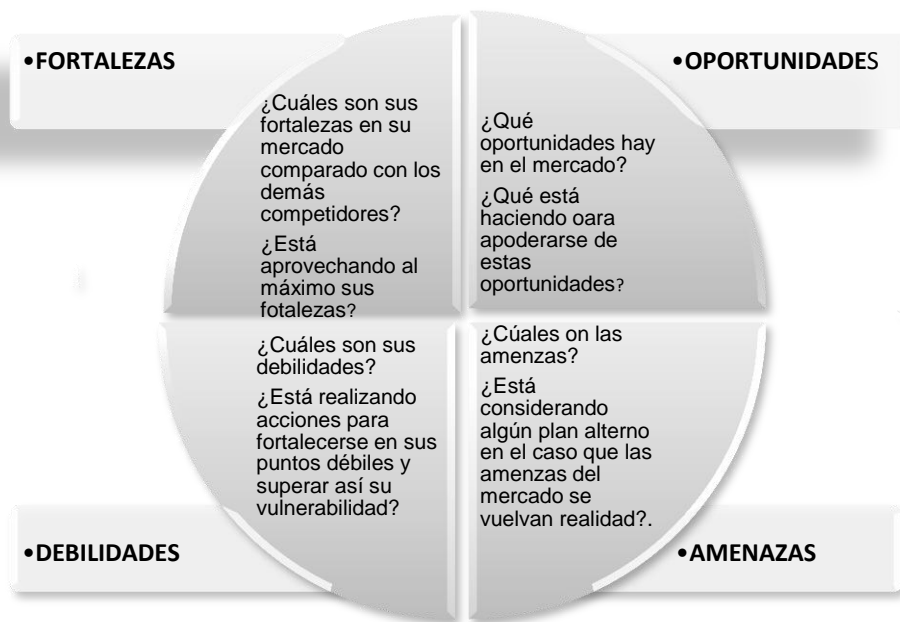 •FORTALEZAS
¿Cuáles son sus
fortalezas en su
mercado
comparado con los
demás
competidores?
¿Está
aprovechando al
máximo sus
fotalezas?
•OPORTUNIDADES
¿Qué
oportunidades hay
en el mercado?
¿Qué está
haciendo oara
apoderarse de
estas
oportunidades?
¿Cuáles son sus
debilidades?
¿Está realizando
acciones para
fortalecerse en sus
puntos débiles y
superar así su
vulnerabilidad?
•DEBILIDADES
¿Cúales on las
amenzas?
¿Está
considerando
algún plan alterno
en el caso que las
amenzas del
mercado se
vuelvan realidad?.
•AMENAZAS